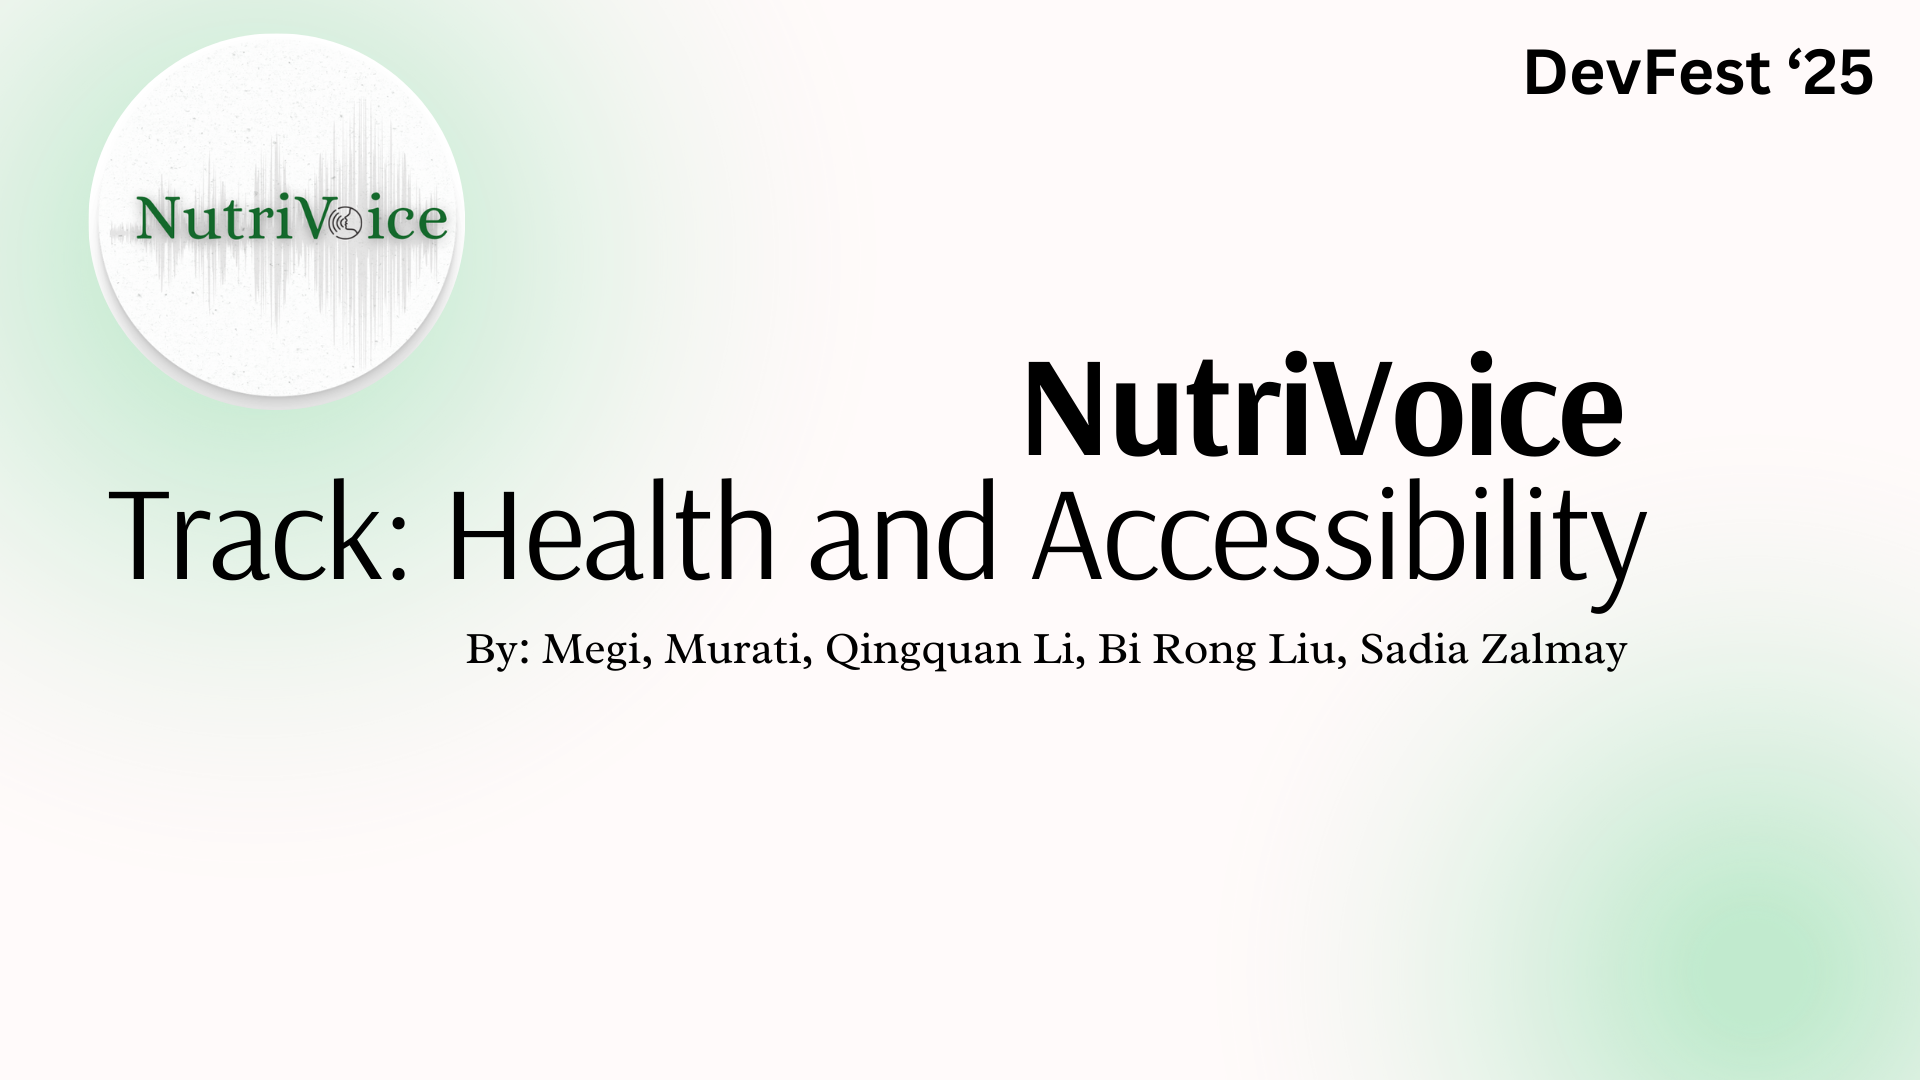 DevFest ‘25
NutriVoice
NutriVoice
Track: Health and Accessibility
By: Megi, Murati, Qingquan Li, Bi Rong Liu, Sadia Zalmay